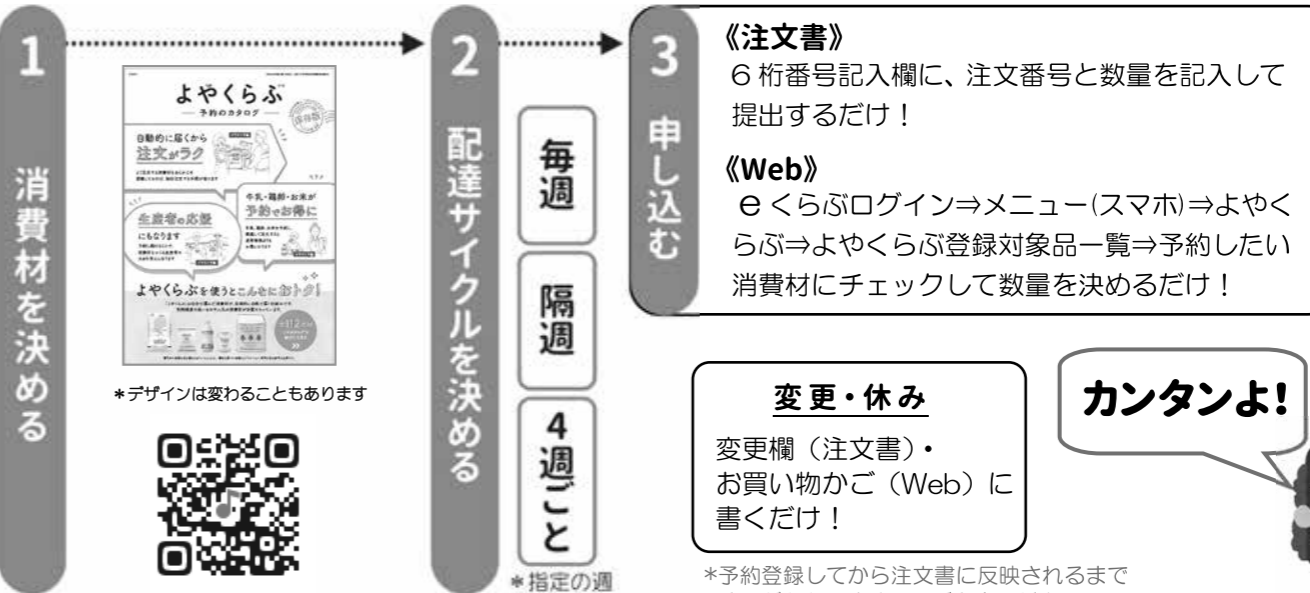 1
消費材を決める
よやくらぶ
予約のカタログ
保存版
自動的に届くから
注文がラク
生産者の応援
にもなります
牛乳・鶏卵・お米が
予約でお得に
よやくらぶを使うとこんなにおトク!
*デザインは変わることもあります
2
配達サイクルを決める
毎週
隔週
4週ごと
*指定の週
3
申し込む
《注文書》
6桁番号記入欄に、注文番号と数量を記入して
提出するだけ!
《Web》
eくらぶログイン⇒メニュー(スマホ)⇒よやく
らぶ⇒よやくらぶ登録対象品一覧⇒予約したい
消費材にチェックして数量を決めるだけ!
変更・休み
変更欄(注文書)・
お買い物かご(Web)に
書くだけ!
カンタンよ!
*予約登録してから注文書に反映されるまで